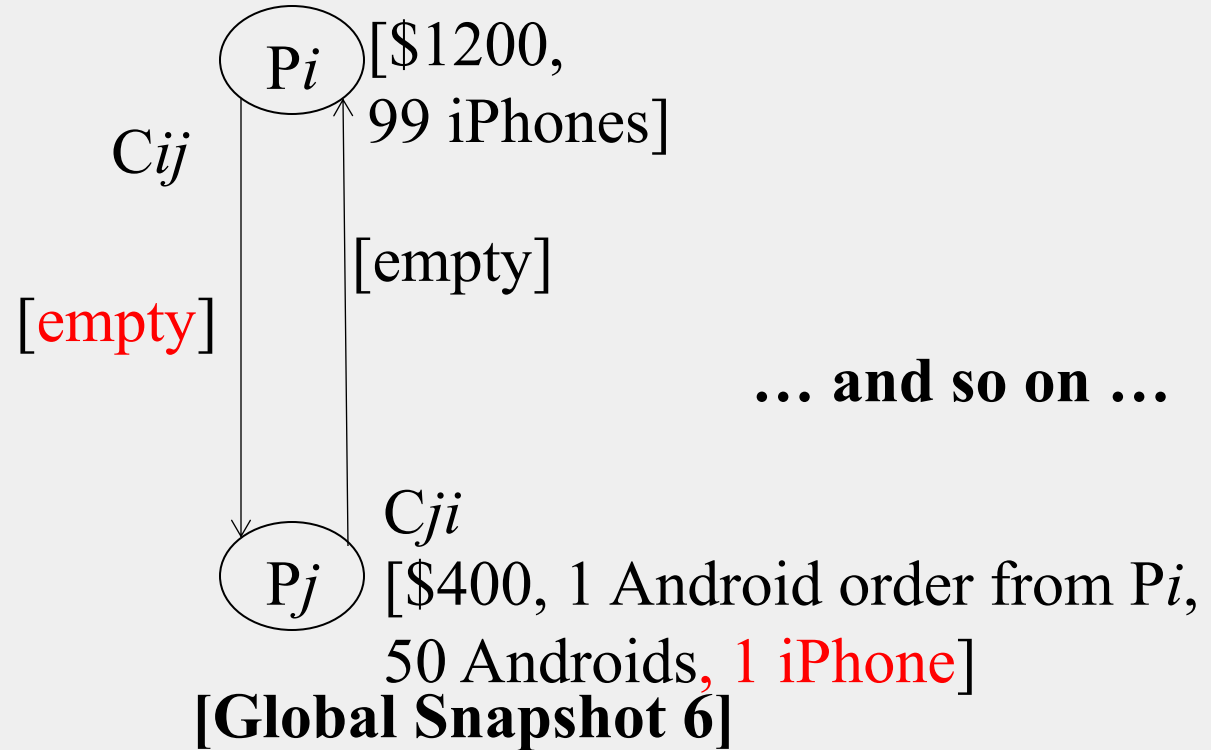 Pi
[$1200,
99 iPhones]
Cij
[empty]
[empty]
… and so on …
Cji
Pj
[$400, 1 Android order from Pi,
50 Androids, 1 iPhone]
[Global Snapshot 6]